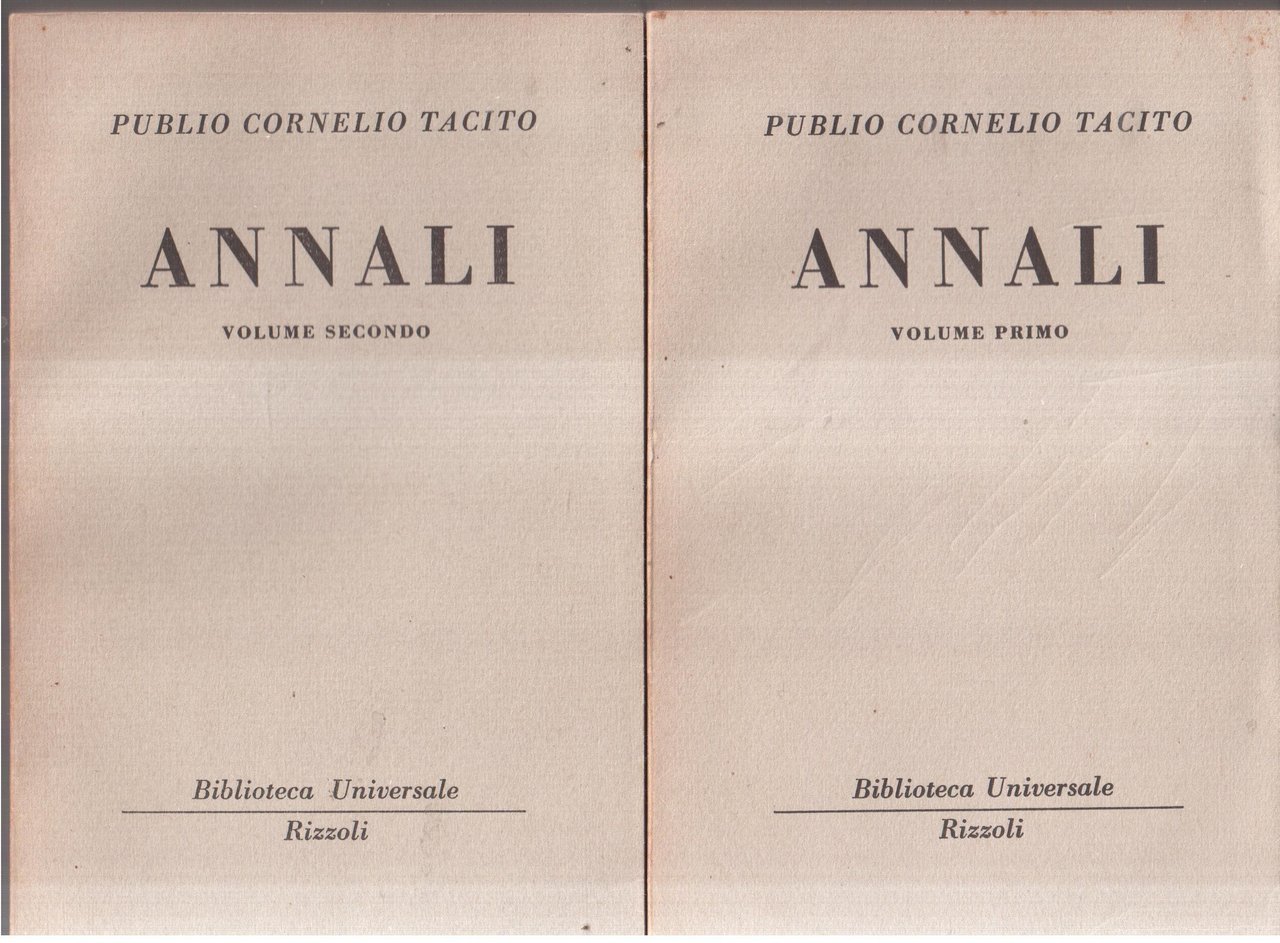 PUBLIO CORNELIO TACITO
ANNALI
VOLUME SECONDO
Biblioteca Universale
Rizzoli
PUBLIO CORNELIO TACITO
ANNALI
VOLUME PRIMO
Biblioteca Universale
Rizzoli